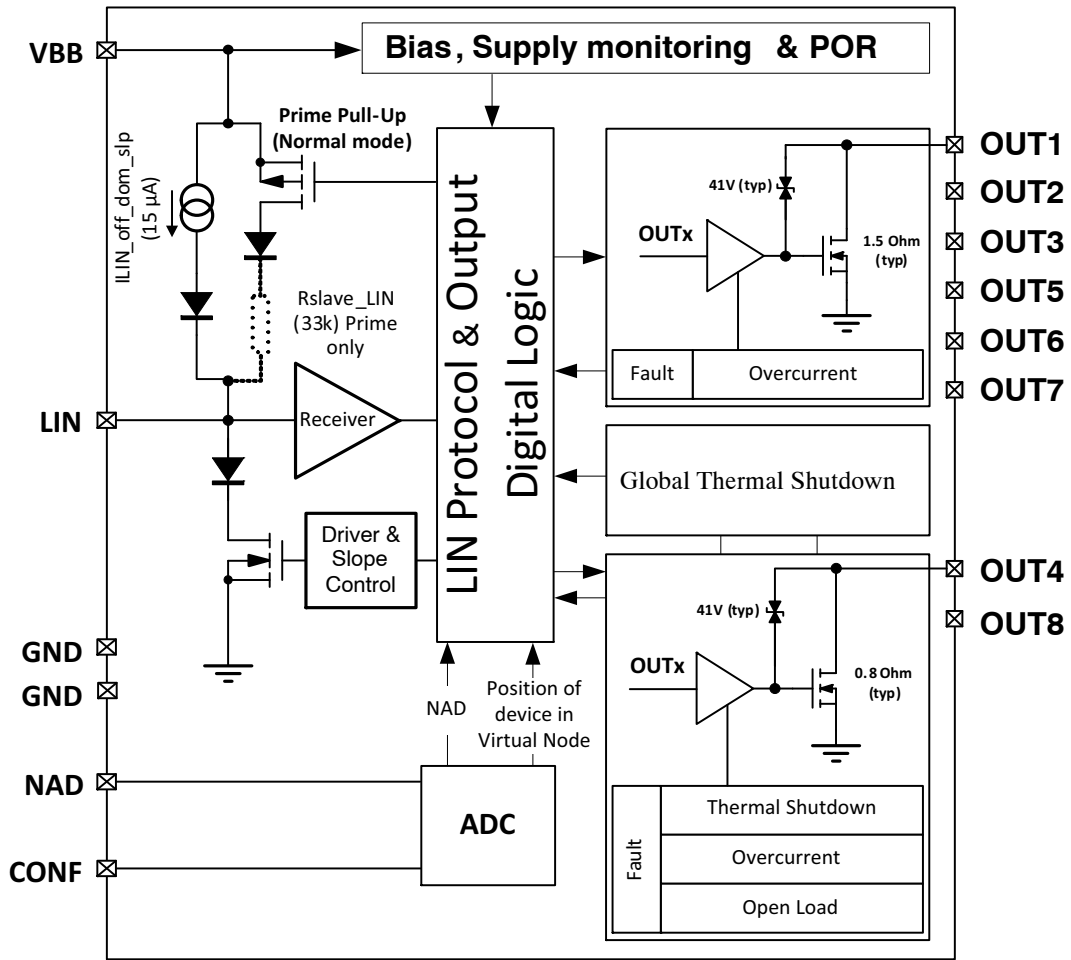 VBB
Bias, Supply monitoring & POR
Prime Pull-Up
(Normal mode)
ILIN_off_dom_slp
(15 µA)
Rslave_LIN
(33k) Prime
only
LIN
Receiver
Driver &
Slope
Control
LIN Protocol & Output
Digital Logic
GND
GND
NAD
CONF
NAD
Position of
device in
Virtual Node
ADC
41V (typ)
OUTx
1.5 Ohm
(typ)
Fault
Overcurrent
OUT1
OUT2
OUT3
OUT5
OUT6
OUT7
Global Thermal Shutdown
41V (typ)
OUTx
0.8 Ohm
(typ)
Fault
Thermal Shutdown
Overcurrent
Open Load
OUT4
OUT8